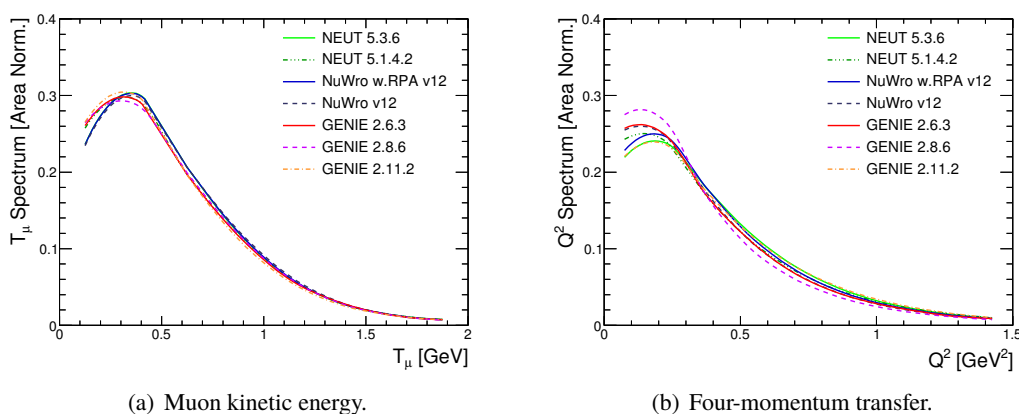 T_μ Spectrum [Area Norm.]
0.4
0.3
0.2
0.1
0
NEUT 5.3.6
NEUT 5.1.4.2
NuWro w.RPA v12
NuWro v12
GENIE 2.6.3
GENIE 2.8.6
GENIE 2.11.2
0 0.5 1 1.5 2
T_μ [GeV]
(a) Muon kinetic energy.
Q² Spectrum [Area Norm.]
0.4
0.3
0.2
0.1
0
NEUT 5.3.6
NEUT 5.1.4.2
NuWro w.RPA v12
NuWro v12
GENIE 2.6.3
GENIE 2.8.6
GENIE 2.11.2
0 0.5 1 1.5
Q² [GeV²]
(b) Four-momentum transfer.